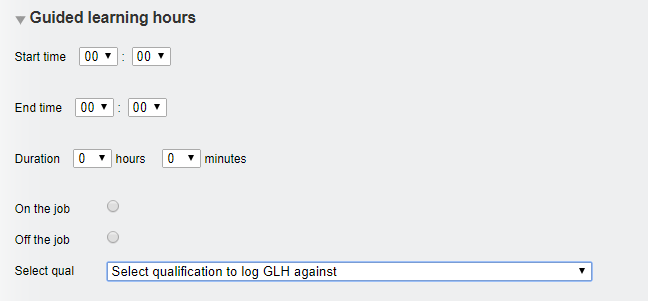 Guided learning hours
Start time 00 : 00
End time 00 : 00
Duration 0 hours 0 minutes
On the job
Off the job
Select qual Select qualification to log GLH against